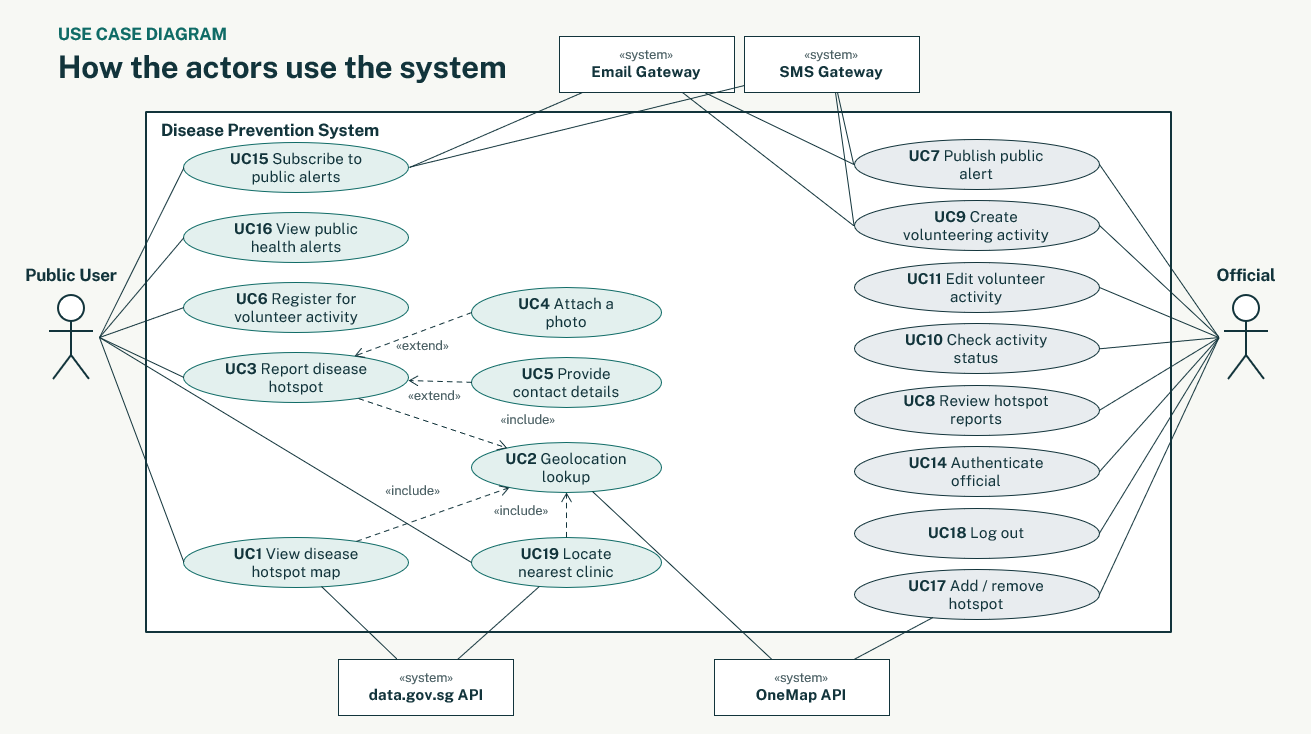 USE CASE DIAGRAM
How the actors use the system
«system»
Email Gateway
«system»
SMS Gateway
Disease Prevention System
UC15 Subscribe to
public alerts
UC16 View public
health alerts
UC6 Register for
volunteer activity
UC3 Report disease
hotspot
UC1 View disease
hotspot map
UC4 Attach a
photo
UC5 Provide
contact details
UC2 Geolocation
lookup
UC19 Locate
nearest clinic
«extend»
«extend»
«include»
«include»
«include»
UC7 Publish public
alert
UC9 Create
volunteering activity
UC11 Edit volunteer
activity
UC10 Check activity
status
UC8 Review hotspot
reports
UC14 Authenticate
official
UC18 Log out
UC17 Add / remove
hotspot
Public User
Official
«system»
data.gov.sg API
«system»
OneMap API